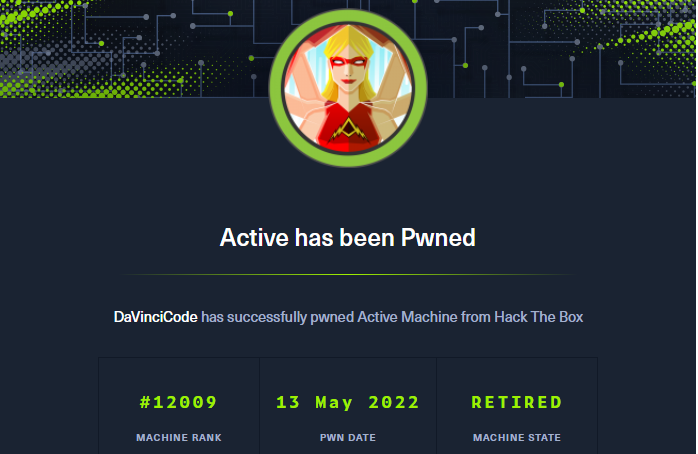 Active has been Pwned
DaVinciCode has successfully pwned Active Machine from Hack The Box
#12009 13 May 2022 RETIRED
MACHINE RANK PWN DATE MACHINE STATE